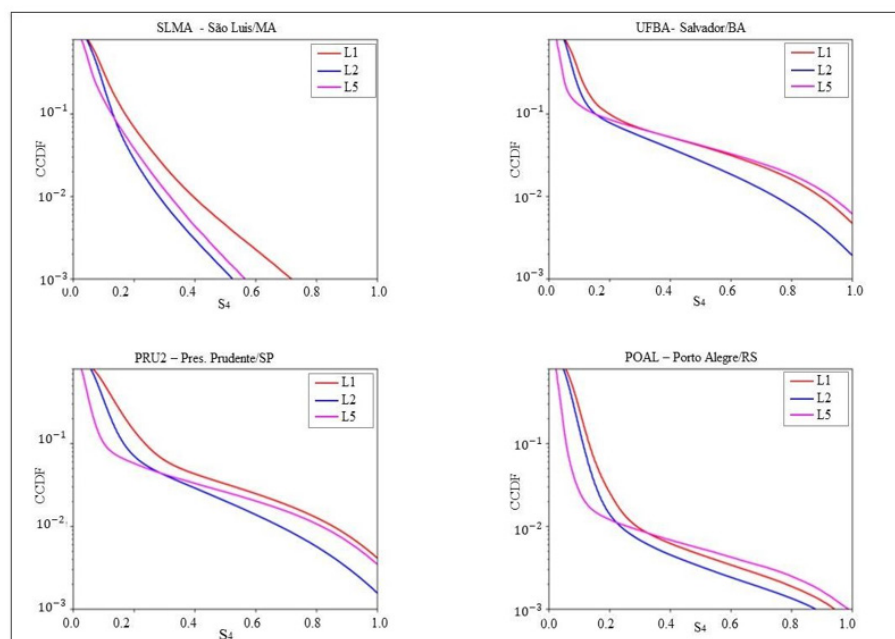 SLMA - São Luis/MA
L1
L2
L5
CCDF
10⁻¹
10⁻²
10⁻³
0.0 0.2 0.4 0.6 0.8 1.0
S₄
UFBA- Salvador/BA
L1
L2
L5
CCDF
10⁻¹
10⁻²
10⁻³
0.0 0.2 0.4 0.6 0.8 1.0
S₄
PRU2 – Pres. Prudente/SP
L1
L2
L5
CCDF
10⁻¹
10⁻²
10⁻³
0.0 0.2 0.4 0.6 0.8 1.0
S₄
POAL – Porto Alegre/RS
L1
L2
L5
CCDF
10⁻¹
10⁻²
10⁻³
0.0 0.2 0.4 0.6 0.8 1.0
S₄